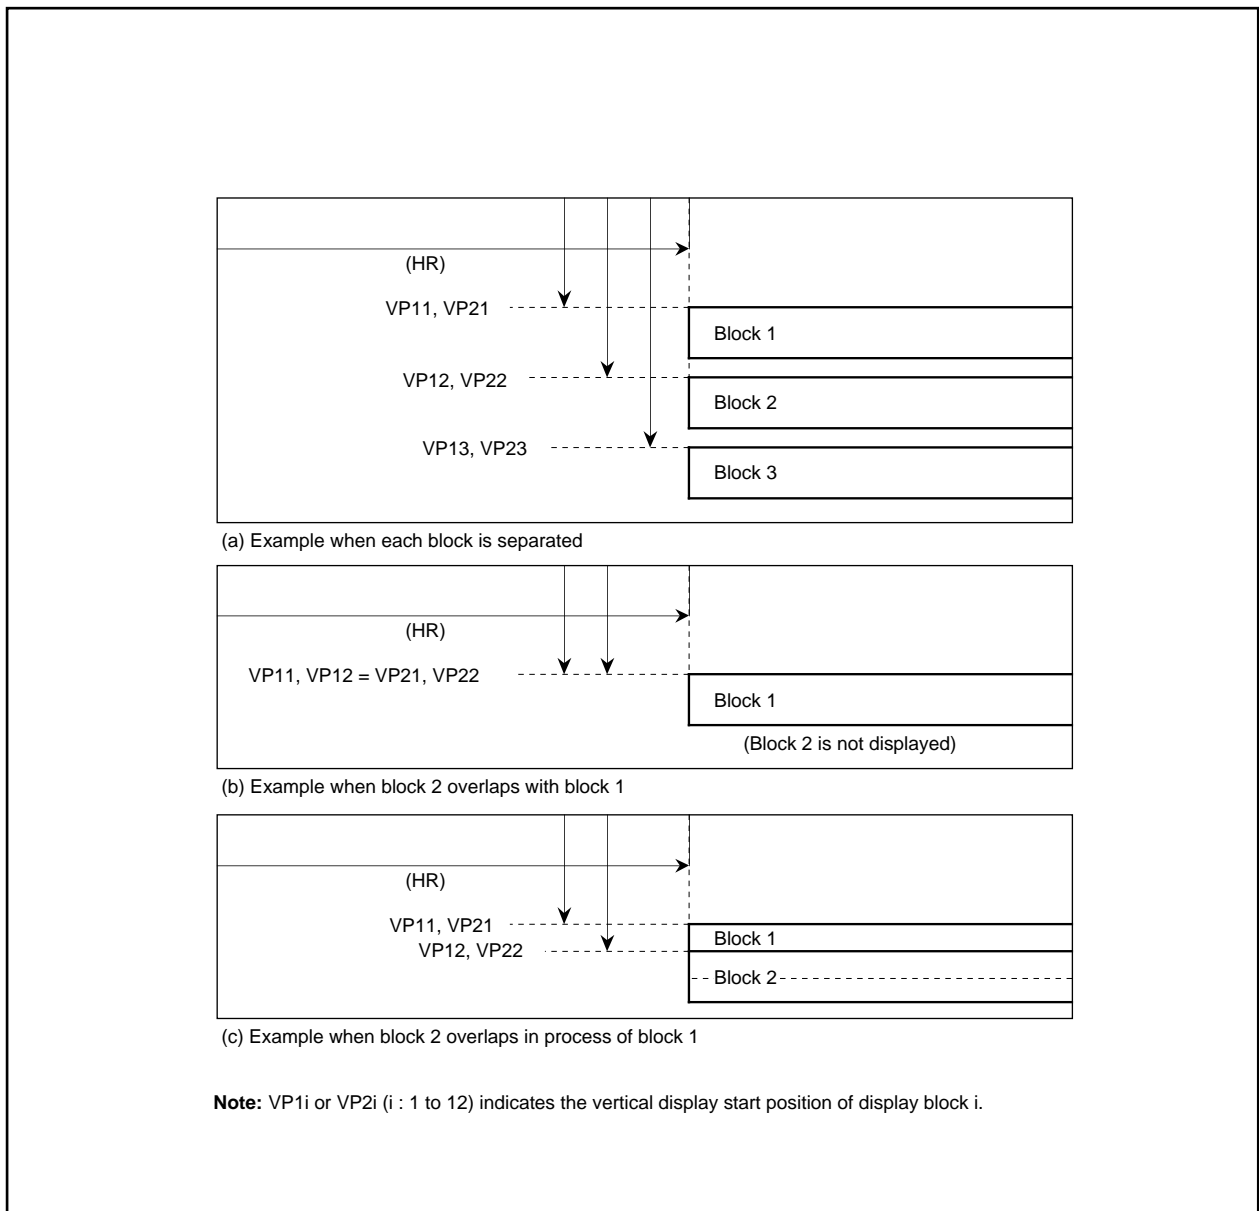 (HR)
VP11, VP21
Block 1
VP12, VP22
Block 2
VP13, VP23
Block 3
(a) Example when each block is separated
(HR)
VP11, VP12 = VP21, VP22
Block 1
(Block 2 is not displayed)
(b) Example when block 2 overlaps with block 1
(HR)
VP11, VP21
Block 1
VP12, VP22
Block 2
(c) Example when block 2 overlaps in process of block 1
Note: VP1i or VP2i (i : 1 to 12) indicates the vertical display start position of display block i.